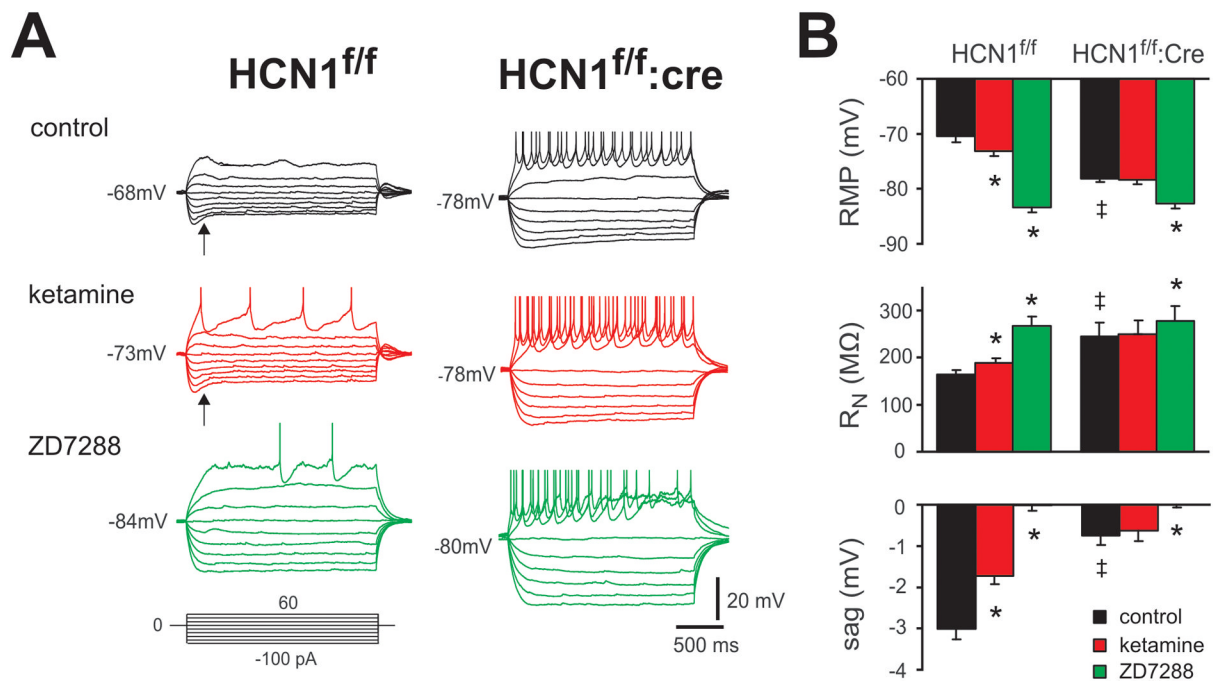 A
HCN1f/f
HCN1f/f:cre
control
-68mV
-78mV
ketamine
-73mV
-78mV
ZD7288
-84mV
-80mV
60
0
-100 pA
20 mV
500 ms
B
HCN1f/f
HCN1f/f:Cre
-60
-70
-80
-90
RMP (mV)
*
*
‡
*
300
200
100
0
RN (MΩ)
*
*
‡
*
0
-1
-2
-3
-4
sag (mV)
*
*
‡
*
control
ketamine
ZD7288